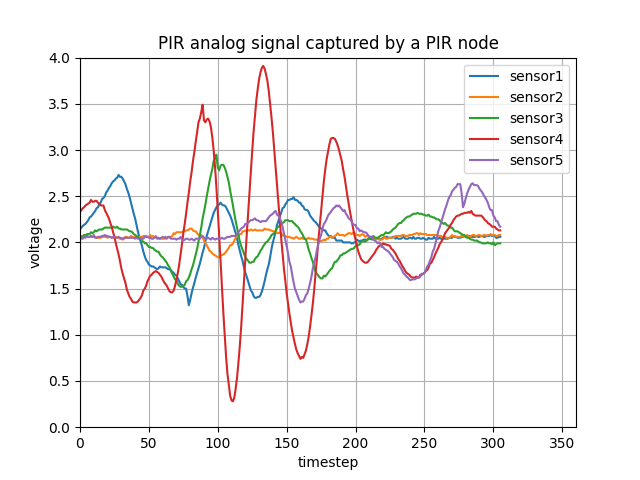 PIR analog signal captured by a PIR node
4.0
3.5
3.0
2.5
2.0
1.5
1.0
0.5
0.0
voltage
sensor1
sensor2
sensor3
sensor4
sensor5
0 50 100 150 200 250 300 350
timestep